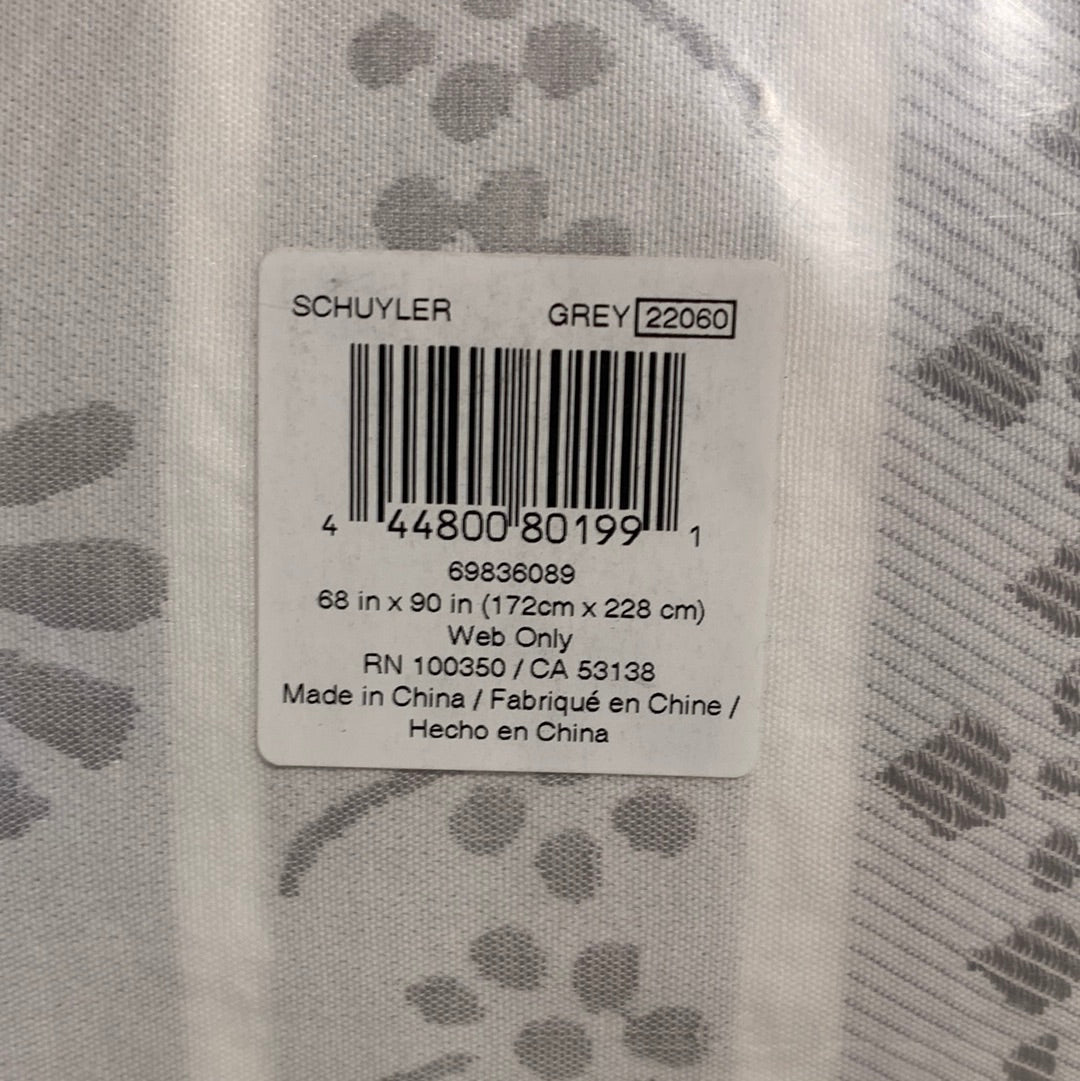 SCHUYLER GREY 22060
4 44800 80199 1
69836089
68 in x 90 in (172cm x 228 cm)
Web Only
RN 100350 / CA 53138
Made in China / Fabriqué en Chine /
Hecho en China